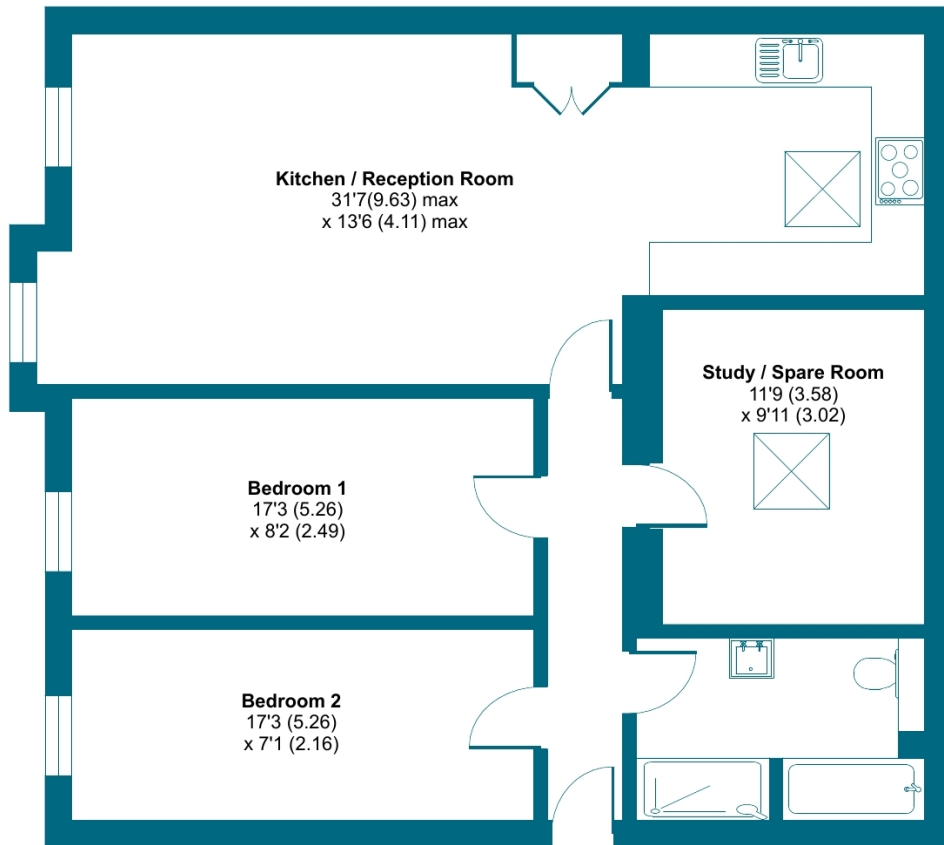 Kitchen / Reception Room
31'7(9.63) max
x 13'6 (4.11) max
Study / Spare Room
11'9 (3.58)
x 9'11 (3.02)
Bedroom 1
17'3 (5.26)
x 8'2 (2.49)
Bedroom 2
17'3 (5.26)
x 7'1 (2.16)